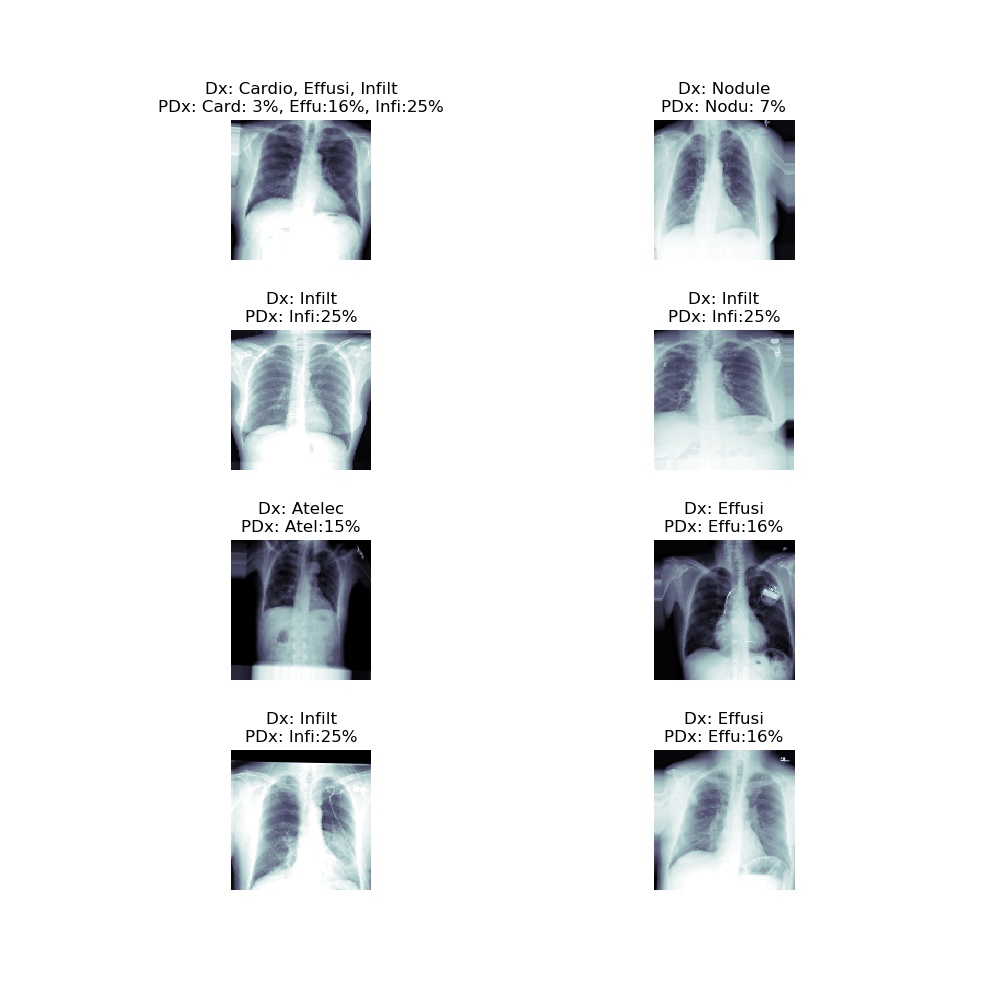 Dx: Cardio, Effusi, Infilt
PDx: Card: 3%, Effu:16%, Infi:25%
Dx: Nodule
PDx: Nodu: 7%
Dx: Infilt
PDx: Infi:25%
Dx: Infilt
PDx: Infi:25%
Dx: Atelec
PDx: Atel:15%
Dx: Effusi
PDx: Effu:16%
Dx: Infilt
PDx: Infi:25%
Dx: Effusi
PDx: Effu:16%